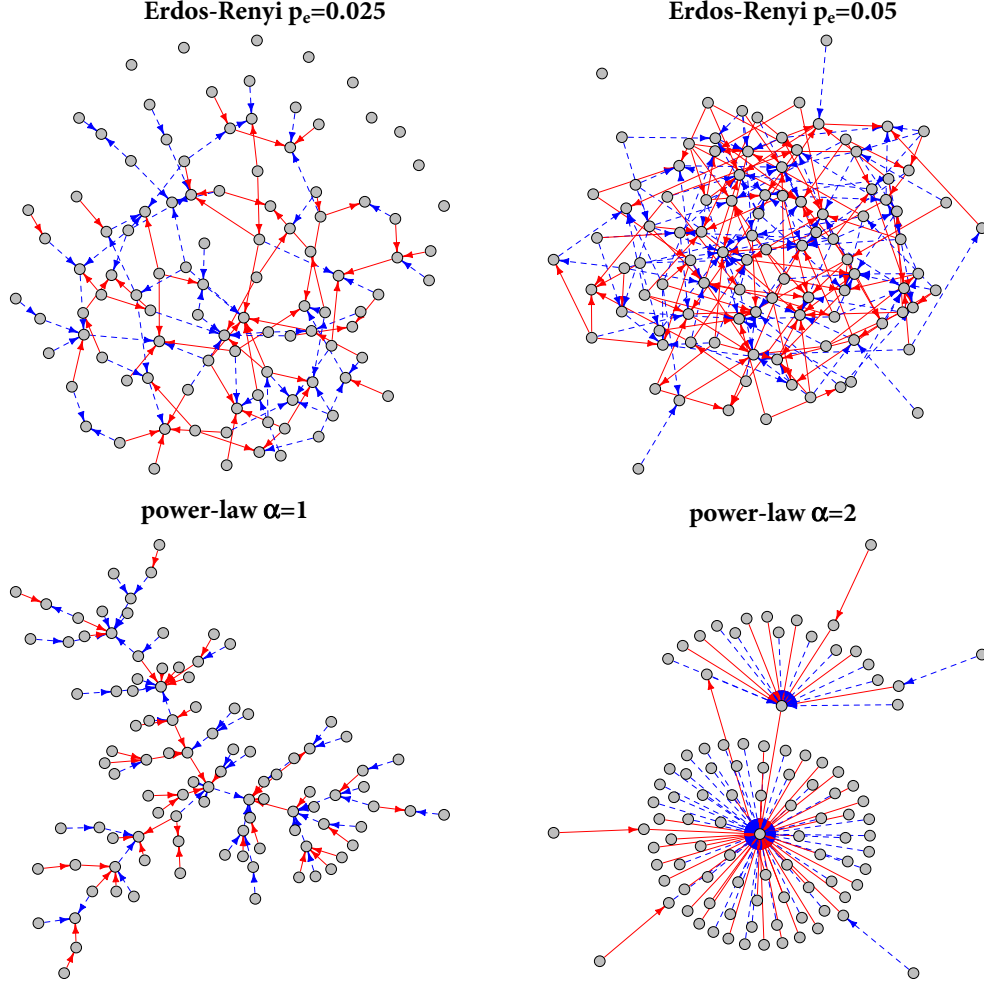 Erdos-Renyi pₑ=0.025
Erdos-Renyi pₑ=0.05
power-law α=1
power-law α=2